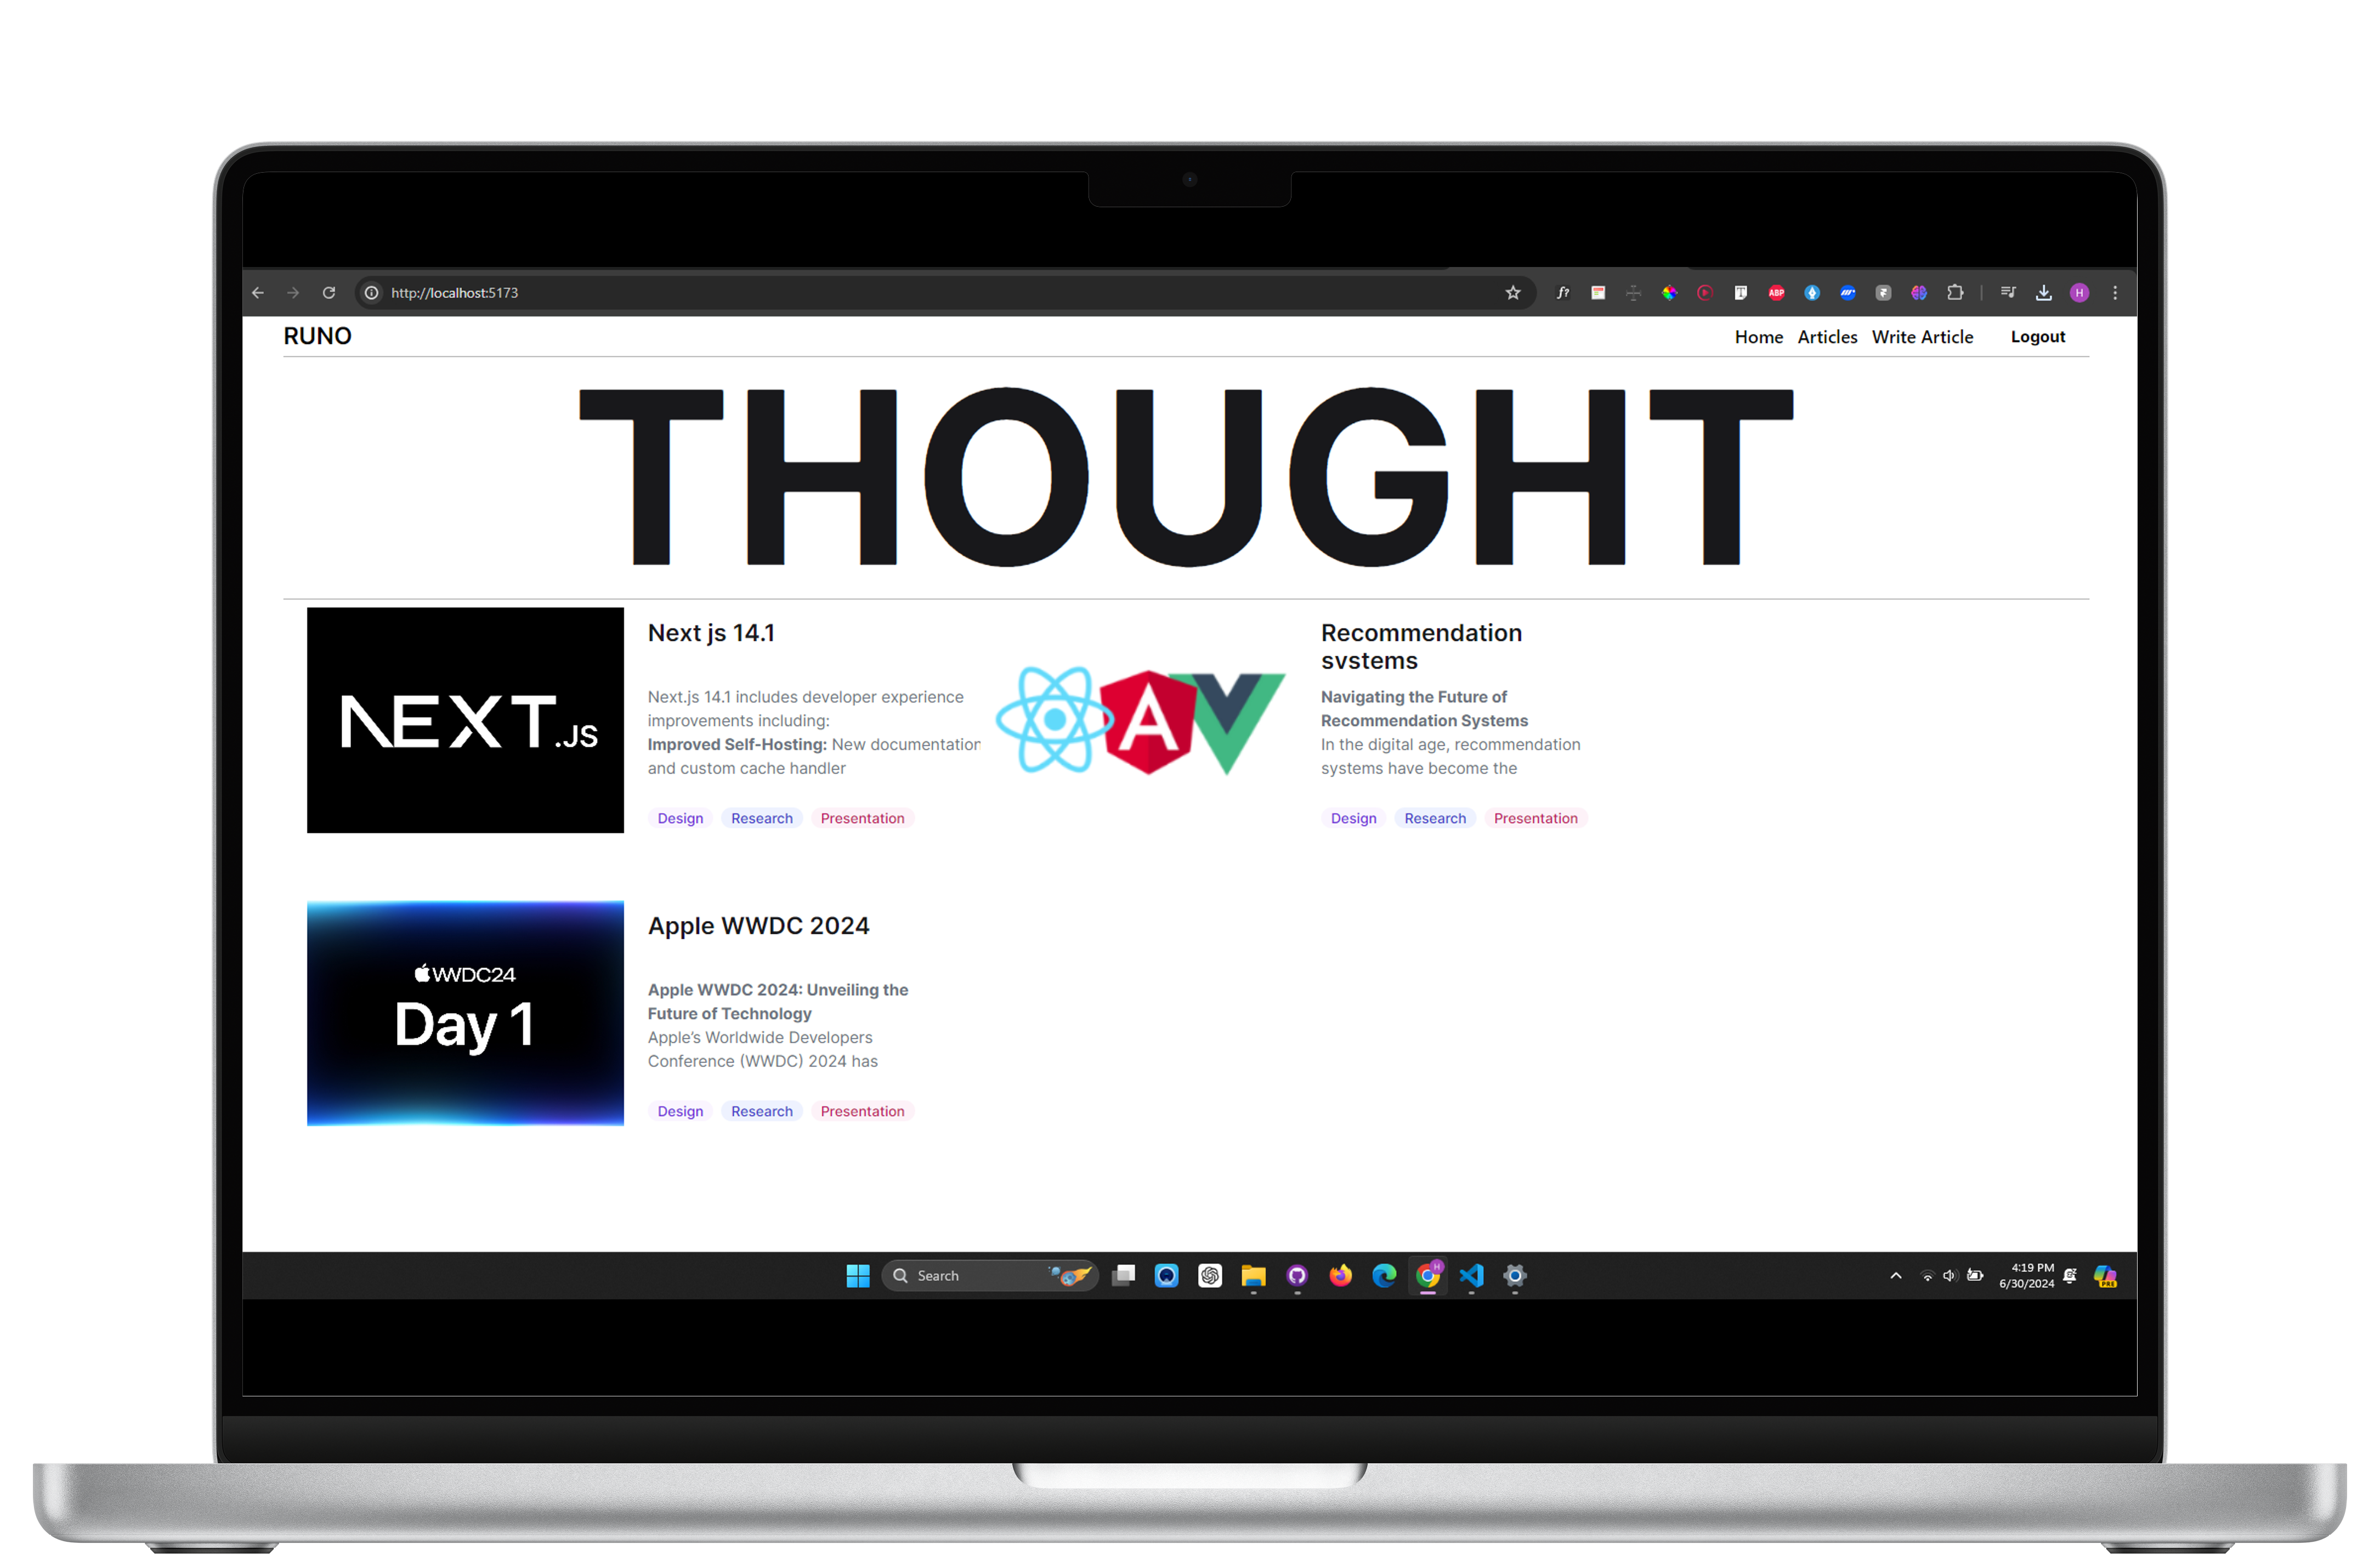 http://localhost:5173
ABP
H
RUNO
Home Articles Write Article Logout
THOUGHT
NEXT.JS
Next js 14.1
Next.js 14.1 includes developer experience
improvements including:
Improved Self-Hosting: New documentation
and custom cache handler
Design Research Presentation
A
Recommendation
systems
Navigating the Future of
Recommendation Systems
In the digital age, recommendation
systems have become the
Design Research Presentation
WWDC24
Day 1
Apple WWDC 2024
Apple WWDC 2024: Unveiling the
Future of Technology
Apple’s Worldwide Developers
Conference (WWDC) 2024 has
Design Research Presentation
Search
H
4:19 PM
6/30/2024
PRE